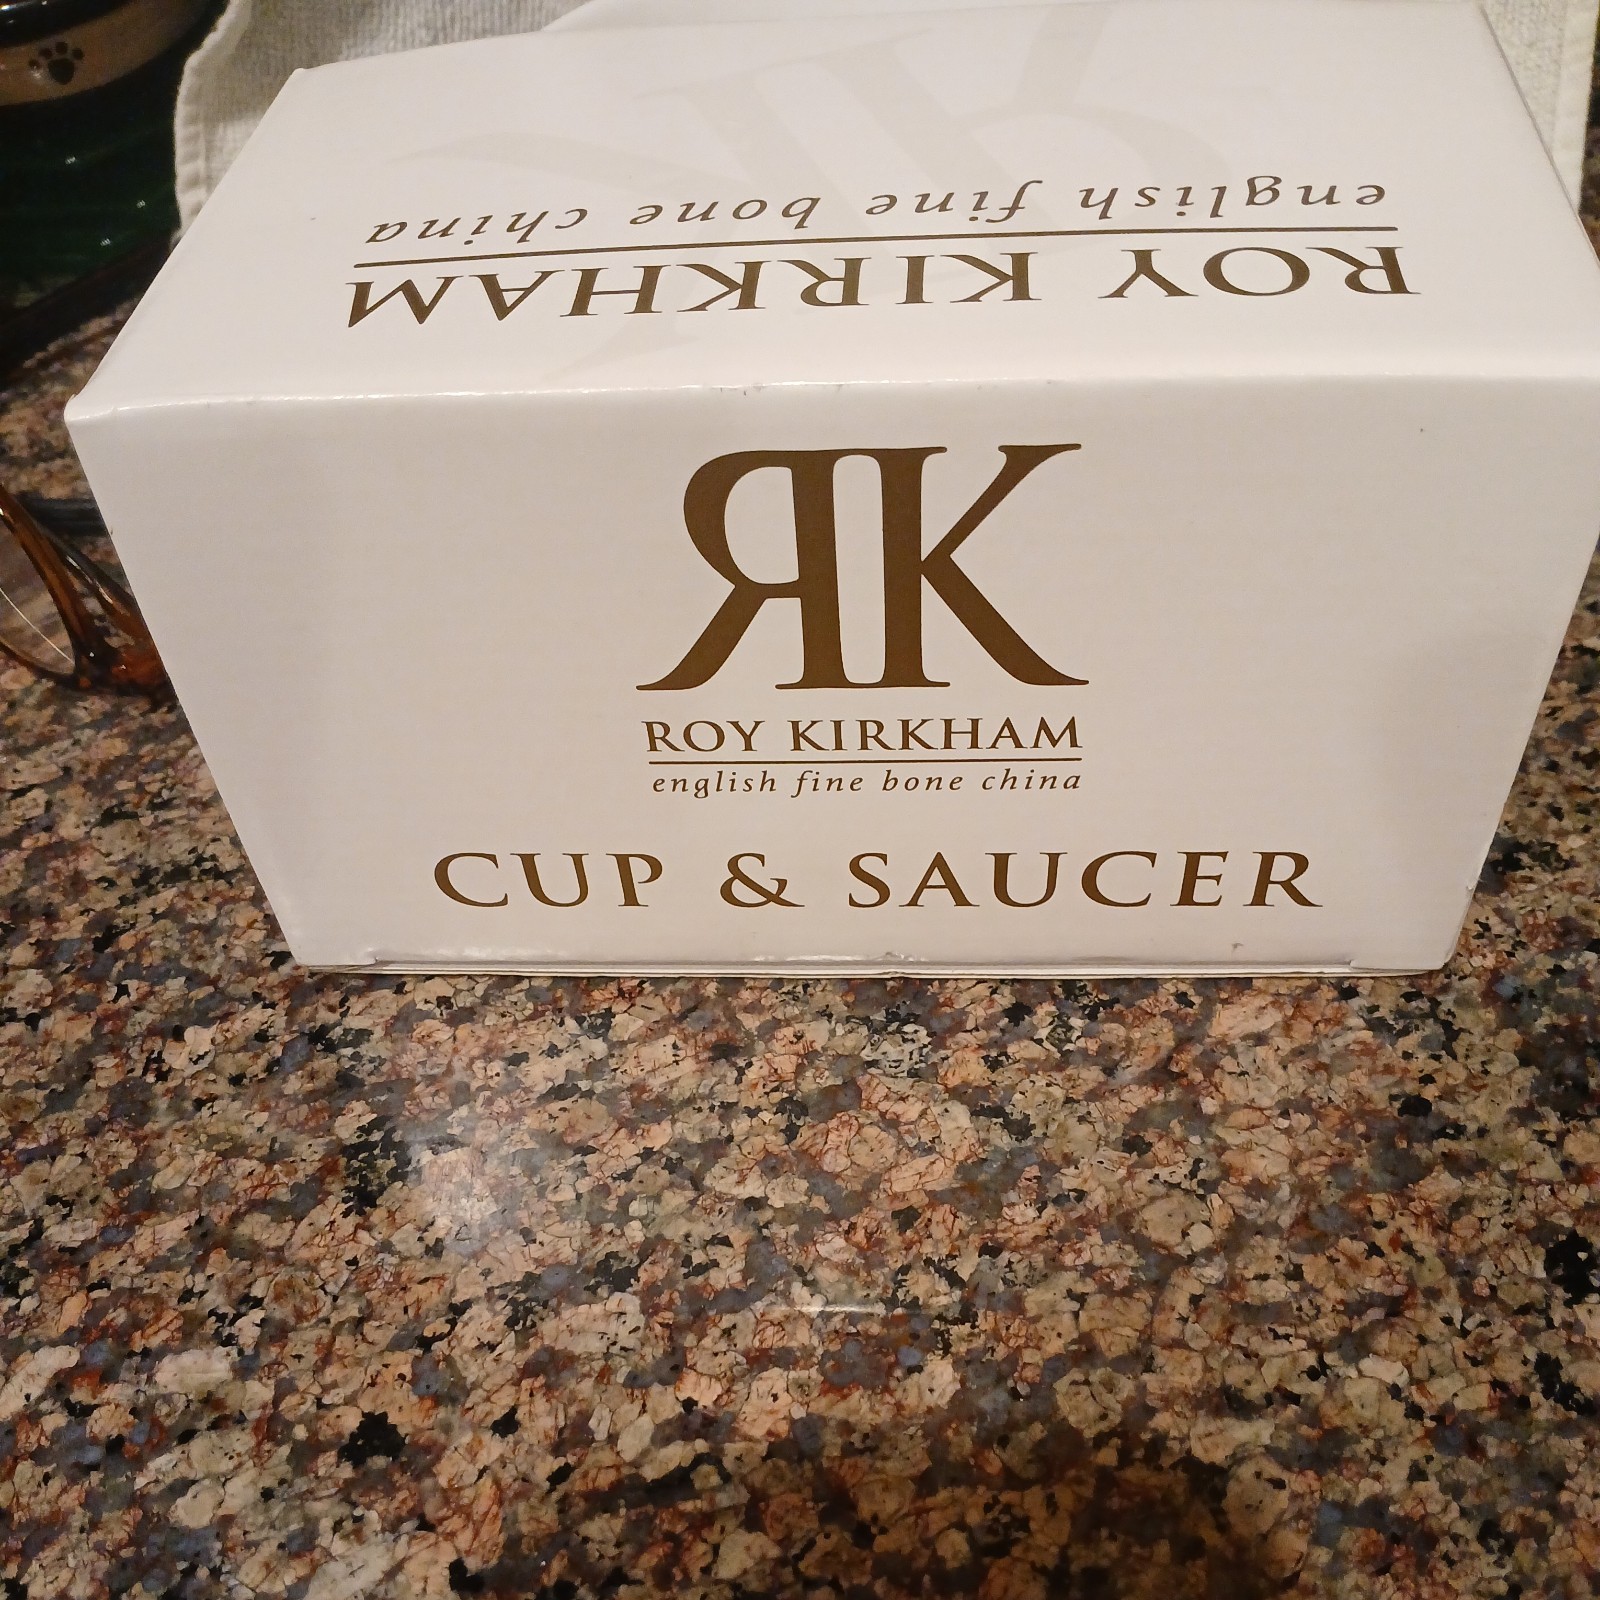 english fine bone china
ROY KIRKHAM
RK
ROY KIRKHAM
english fine bone china
CUP & SAUCER